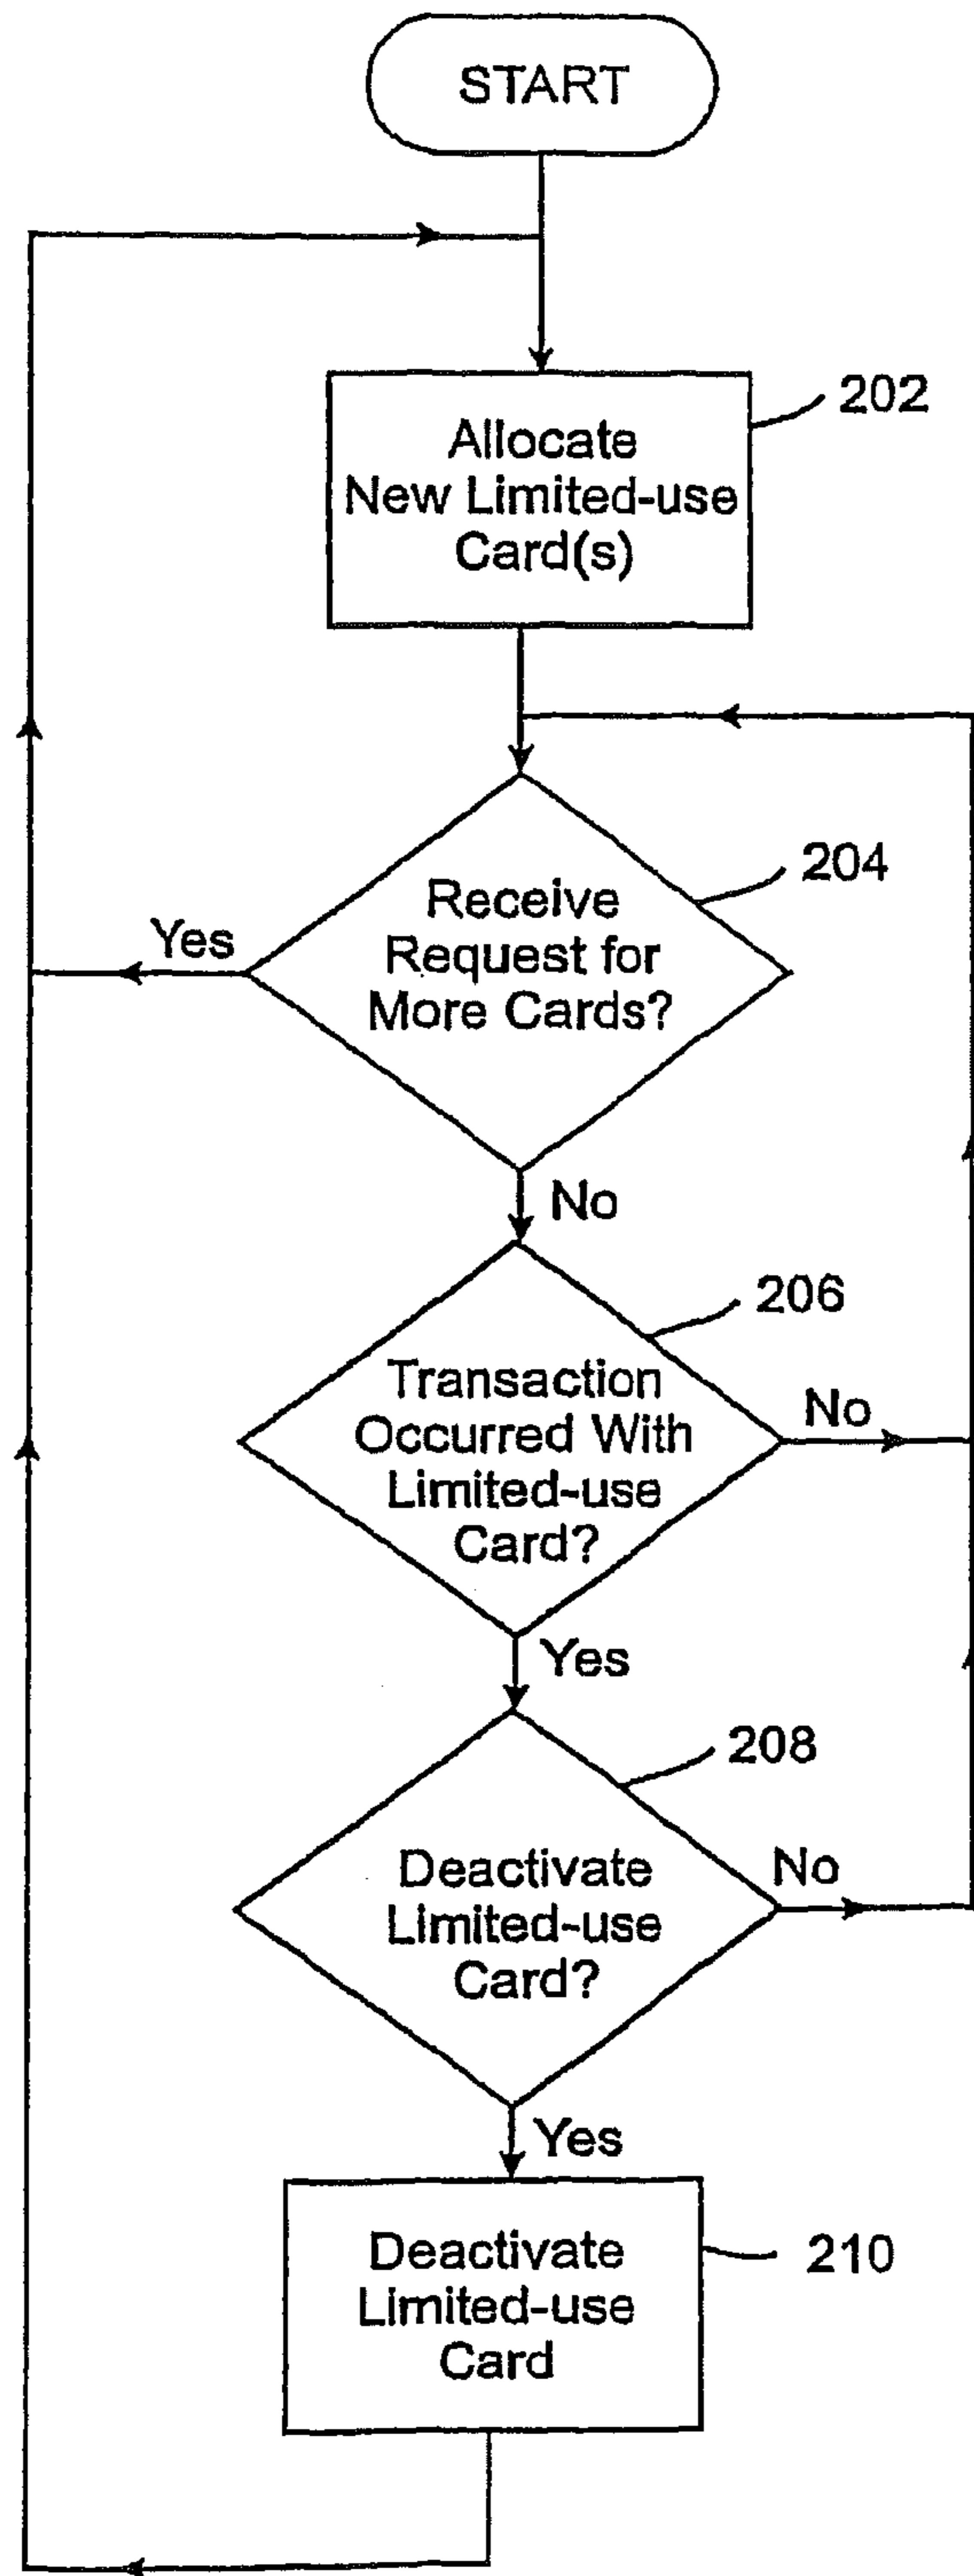 START
202
Allocate
New Limited-use
Card(s)
204
Receive
Request for
More Cards?
Yes
No
206
Transaction
Occurred With
Limited-use
Card?
No
Yes
208
Deactivate
Limited-use
Card?
No
Yes
Deactivate
Limited-use
Card
210